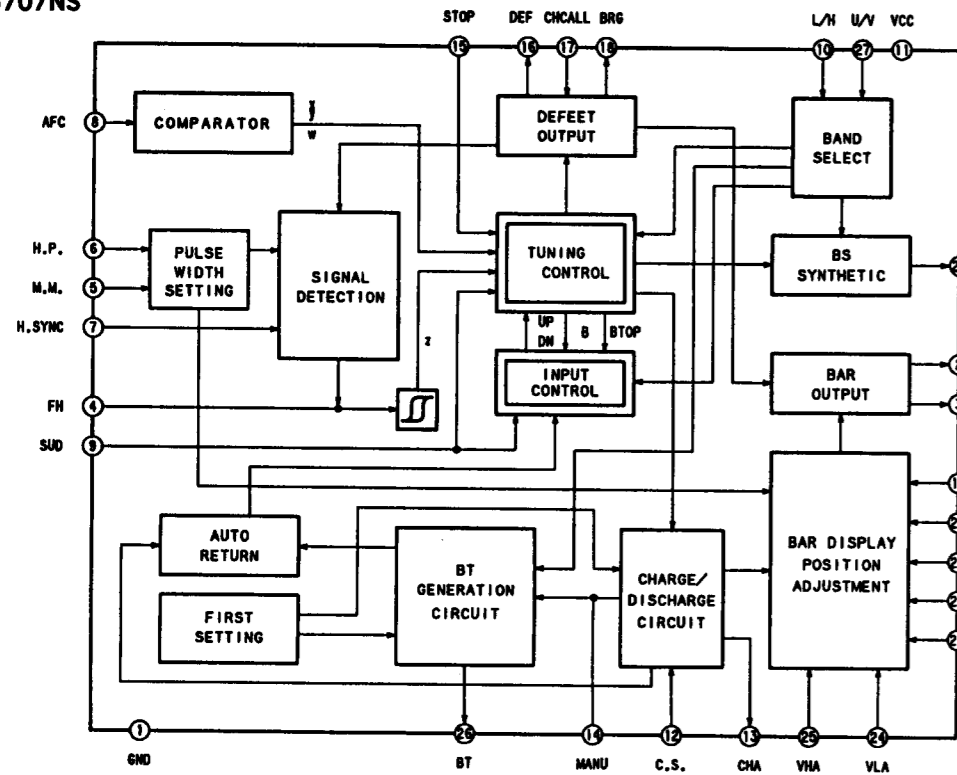 STOP DEF CHCALL BRG L/H U/V VCC
15 16 17 18 10 27 11
AFC 8 COMPARATOR
W
DEFEET OUTPUT
BAND SELECT
H.P. 6
M.M. 5
PULSE WIDTH SETTING
SIGNAL DETECTION
TUNING CONTROL
BS SYNTHETIC
H.SYNC 7
z
UP DN
B
BTOP
INPUT CONTROL
BAR OUTPUT
FH 4
SUD 9
AUTO RETURN
BT GENERATION CIRCUIT
CHARGE/ DISCHARGE CIRCUIT
BAR DISPLAY POSITION ADJUSTMENT
FIRST SETTING
1 26 14 12 13 25 24
GND BT MANU C.S. CHA VHA VLA